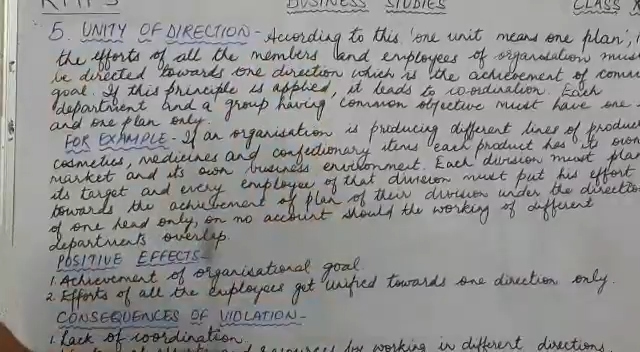 BUSINESS STUDIES CLASS
5. UNITY OF DIRECTION - According to this 'one unit means one plan',
the efforts of all the members and employees of organisation must
be directed towards one direction which is the achievement of
goal. If this principle is applied, it leads to co-ordination. Each
department and a group having common objective must have one
and one plan only.
FOR EXAMPLE - If an organisation is producing different lines of
cosmetics, medicines and confectionary items each product has its own
market and its own business environment. Each division must plan
its target and every employee of that division must put his effort
towards the achievement of plan of their division under the
of one head only, on no account should the working of different
departments overlap.
POSITIVE EFFECTS -
1. Achievement of organisational goal.
2. Efforts of all the employees get unified towards one direction only.
CONSEQUENCES OF VIOLATION -
1. Lack of coordination.
by working in different directions.